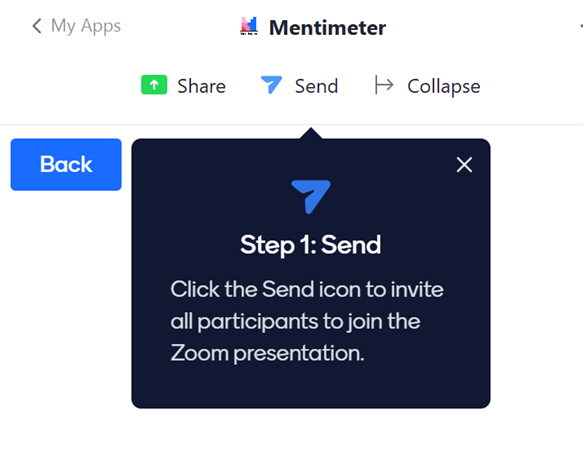 My Apps
Mentimeter
Share
Send
Collapse
Back
Step 1: Send
Click the Send icon to invite
all participants to join the
Zoom presentation.